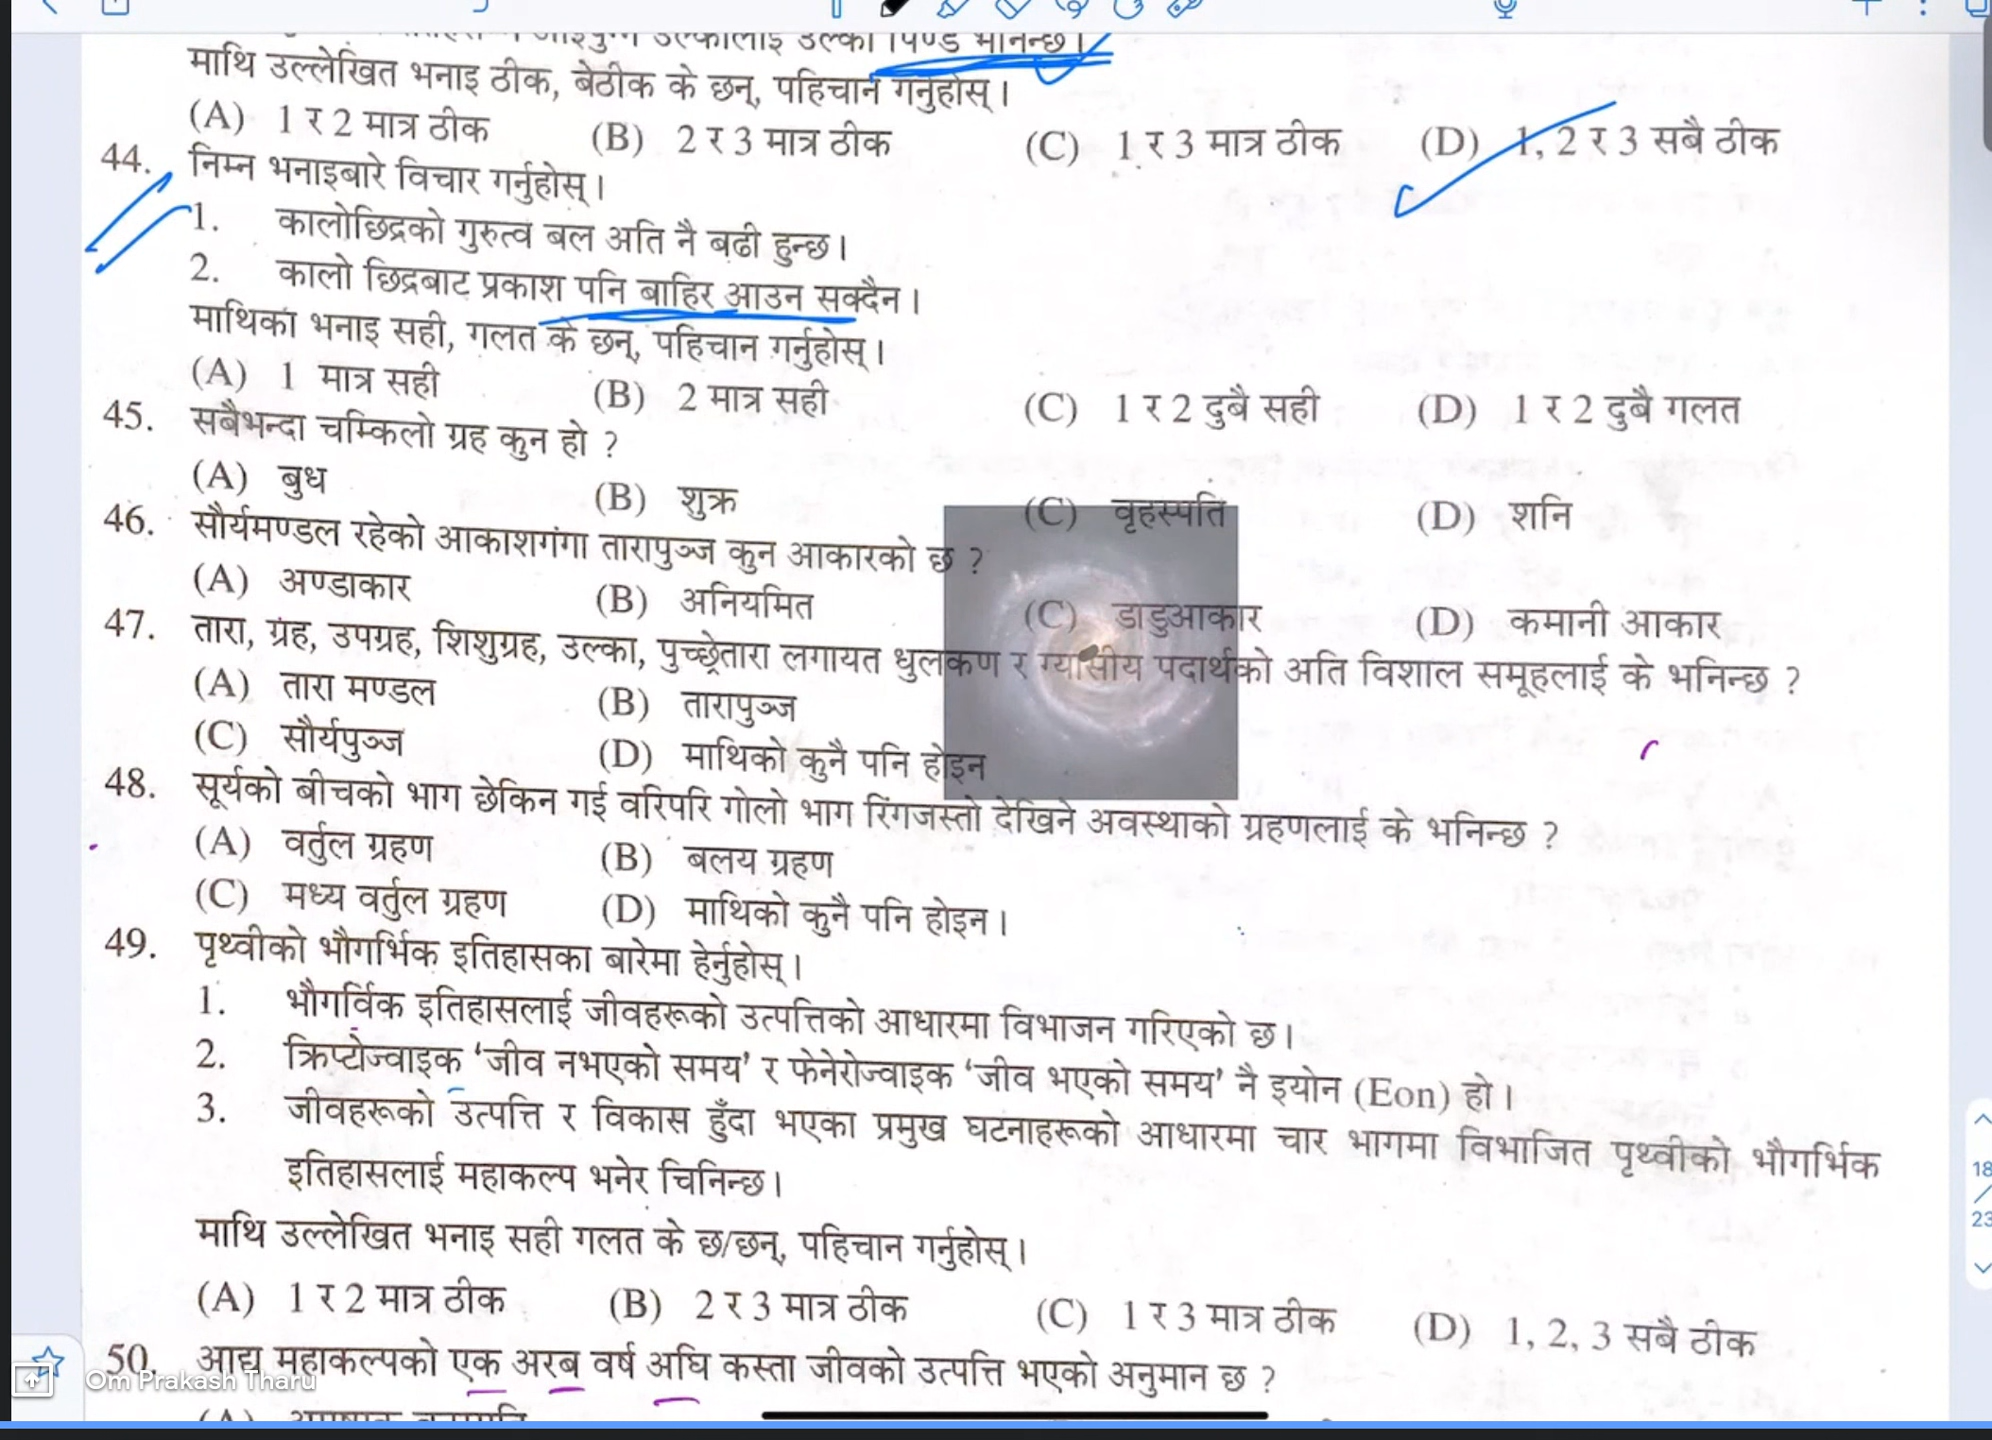 उल्कालाई उल्का पिण्ड भनिन्छ।
माथि उल्लेखित भनाइ ठीक, बेठीक के छन्, पहिचान गर्नुहोस्।
(A) 1 र 2 मात्र ठीक (B) 2 र 3 मात्र ठीक (C) 1 र 3 मात्र ठीक (D) 1, 2 र 3 सबै ठीक
44. निम्न भनाइबारे विचार गर्नुहोस्।
1. कालोछिद्रको गुरुत्व बल अति नै बढी हुन्छ।
2. कालो छिद्रबाट प्रकाश पनि बाहिर आउन सक्दैन।
माथिका भनाइ सही, गलत के छन्, पहिचान गर्नुहोस्।
(A) 1 मात्र सही (B) 2 मात्र सही (C) 1 र 2 दुबै सही (D) 1 र 2 दुबै गलत
45. सबैभन्दा चम्किलो ग्रह कुन हो ?
(A) बुध (B) शुक्र (C) वृहस्पति (D) शनि
46. सौर्यमण्डल रहेको आकाशगंगा तारापुञ्ज कुन आकारको छ ?
(A) अण्डाकार (B) अनियमित (C) डाडुआकार (D) कमानी आकार
47. तारा, ग्रह, उपग्रह, शिशुग्रह, उल्का, पुच्छ्रेतारा लगायत धुलकण र ग्यासीय पदार्थको अति विशाल समूहलाई के भनिन्छ ?
(A) तारा मण्डल (B) तारापुञ्ज
(C) सौर्यपुञ्ज (D) माथिको कुनै पनि होइन
48. सूर्यको बीचको भाग छेकिन गई वरिपरि गोलो भाग रिंगजस्तो देखिने अवस्थाको ग्रहणलाई के भनिन्छ ?
(A) वर्तुल ग्रहण (B) बलय ग्रहण
(C) मध्य वर्तुल ग्रहण (D) माथिको कुनै पनि होइन।
49. पृथ्वीको भौगर्भिक इतिहासका बारेमा हेर्नुहोस्।
1. भौगर्विक इतिहासलाई जीवहरूको उत्पत्तिको आधारमा विभाजन गरिएको छ।
2. क्रिप्टोज्वाइक ‘जीव नभएको समय’ र फेनेरोज्वाइक ‘जीव भएको समय’ नै इयोन (Eon) हो।
3. जीवहरूको उत्पत्ति र विकास हुँदा भएका प्रमुख घटनाहरूको आधारमा चार भागमा विभाजित पृथ्वीको भौगर्भिक
इतिहासलाई महाकल्प भनेर चिनिन्छ।
माथि उल्लेखित भनाइ सही गलत के छ/छन्, पहिचान गर्नुहोस्।
(A) 1 र 2 मात्र ठीक (B) 2 र 3 मात्र ठीक (C) 1 र 3 मात्र ठीक (D) 1, 2, 3 सबै ठीक
50. आद्य महाकल्पको एक अरब वर्ष अघि कस्ता जीवको उत्पत्ति भएको अनुमान छ ?
Om Prakash Tharu
18
23